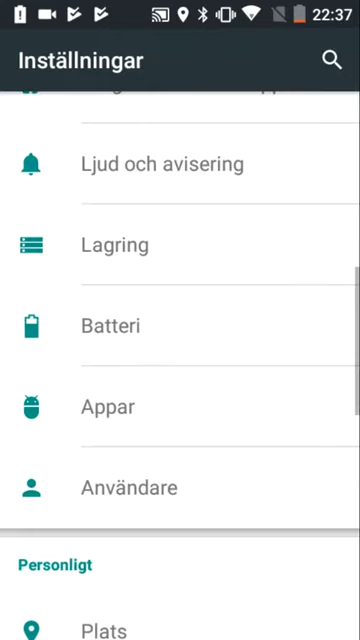 22:37
Inställningar
Ljud och avisering
Lagring
Batteri
Appar
Användare
Personligt
Plats